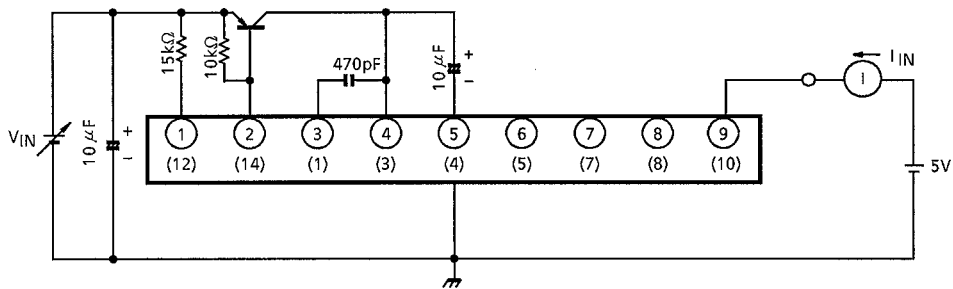 15kΩ
10kΩ
470pF
10μF
+
−
I IN
I
V IN
10μF
+
−
1 2 3 4 5 6 7 8 9
(12) (14) (1) (3) (4) (5) (7) (8) (10)
5V